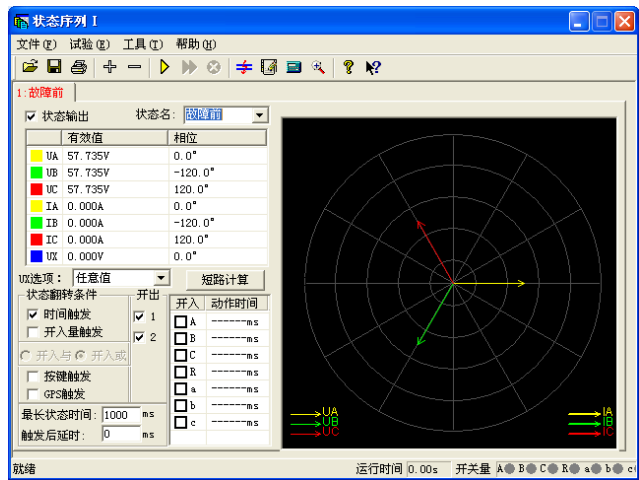 状态序列 I
文件(F) 试验(E) 工具(T) 帮助(H)
1:故障前
状态输出 状态名: 故障前
有效值 相位
UA 57.735V 0.0°
UB 57.735V -120.0°
UC 57.735V 120.0°
IA 0.000A 0.0°
IB 0.000A -120.0°
IC 0.000A 120.0°
UX 0.000V 0.0°
UX选项: 任意值 短路计算
状态翻转条件 开出 开入 动作时间
时间触发 1 A ------ms
开入量触发 2 B ------ms
开入与 开入或 C ------ms
按键触发 R ------ms
GPS触发 a ------ms
最长状态时间: 1000 ms b ------ms
触发后延时: 0 ms c ------ms
UA IA
UB IB
UC IC
就绪 运行时间 0.00s 开关量 A B C R a b c